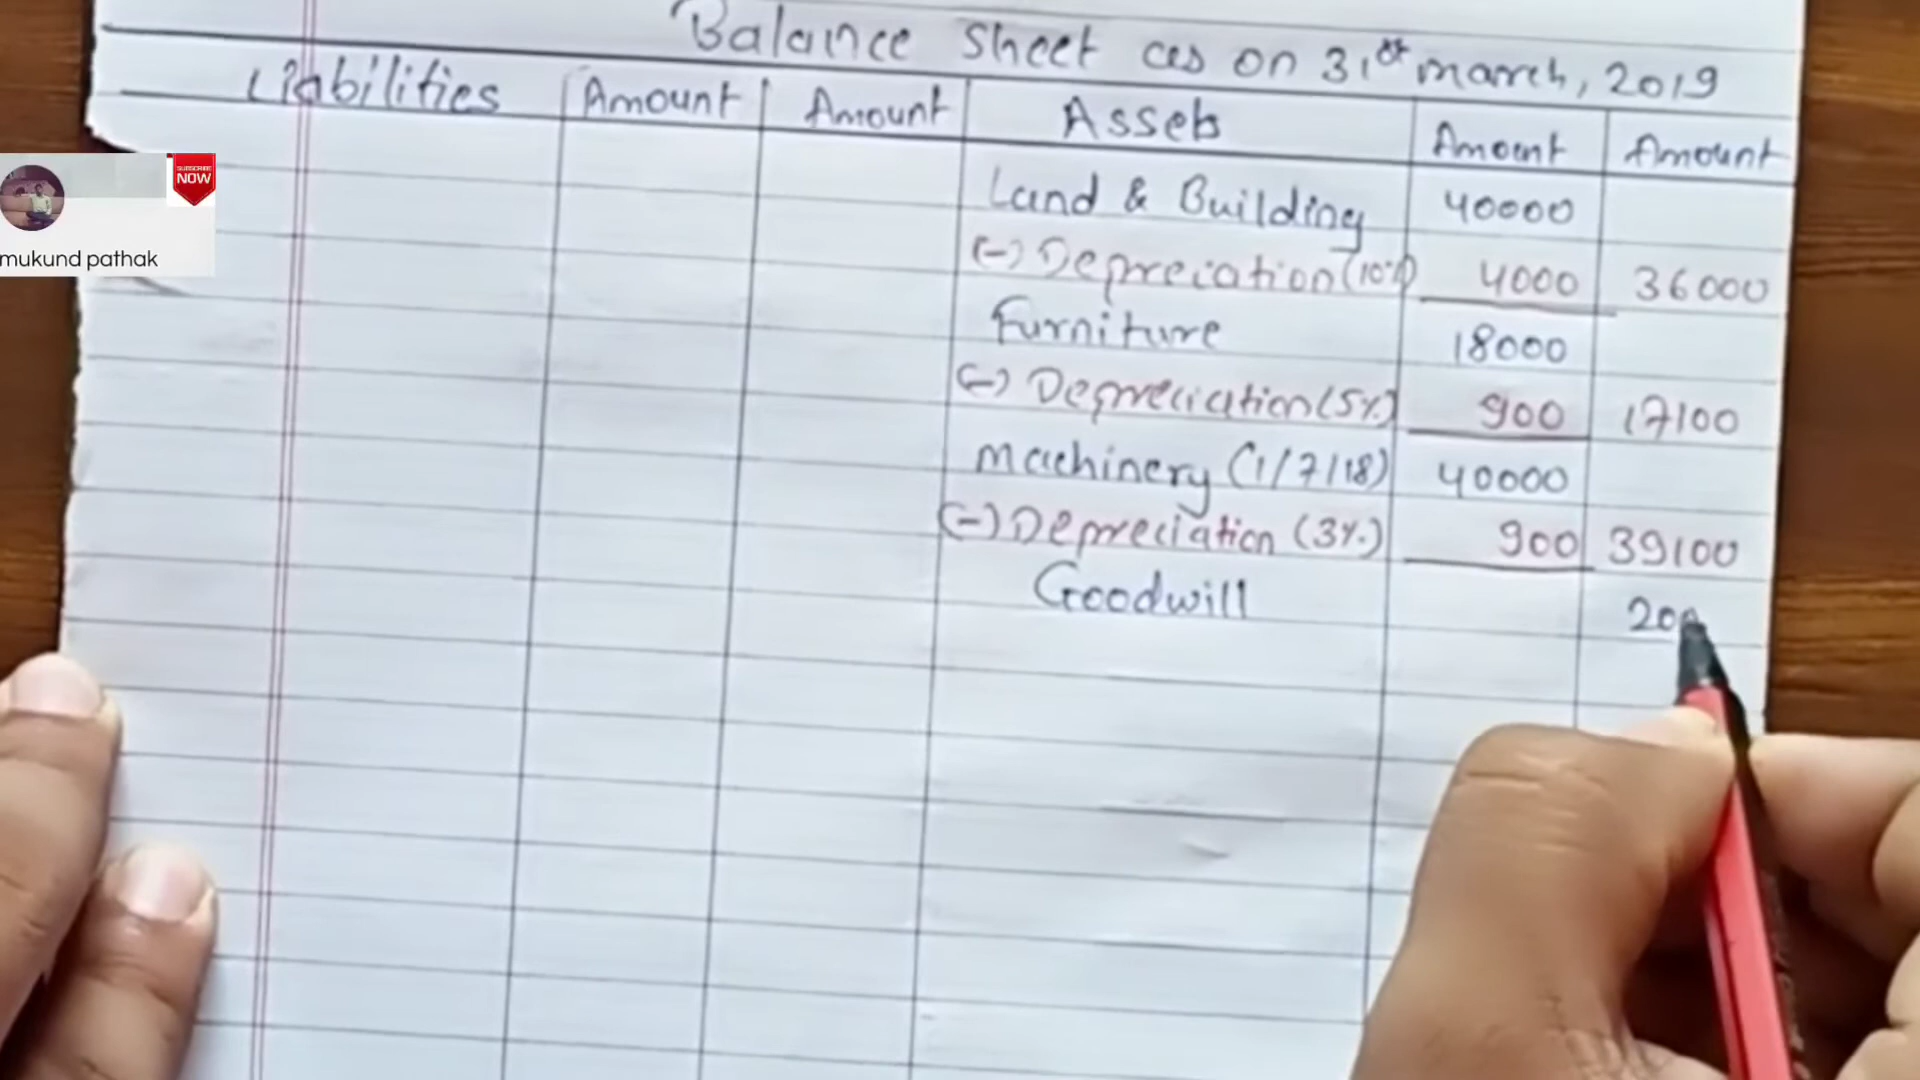 Balance Sheet as on 31st march, 2019
Liabilities Amount Amount Assets Amount Amount
Land & Building 40000
(-) Depreciation (10%) 4000 36000
Furniture 18000
(-) Depreciation (5%) 900 17100
Machinery (1/7/18) 40000
(-) Depreciation (3%) 900 39100
Goodwill 200
SUBSCRIBE
NOW
mukund pathak